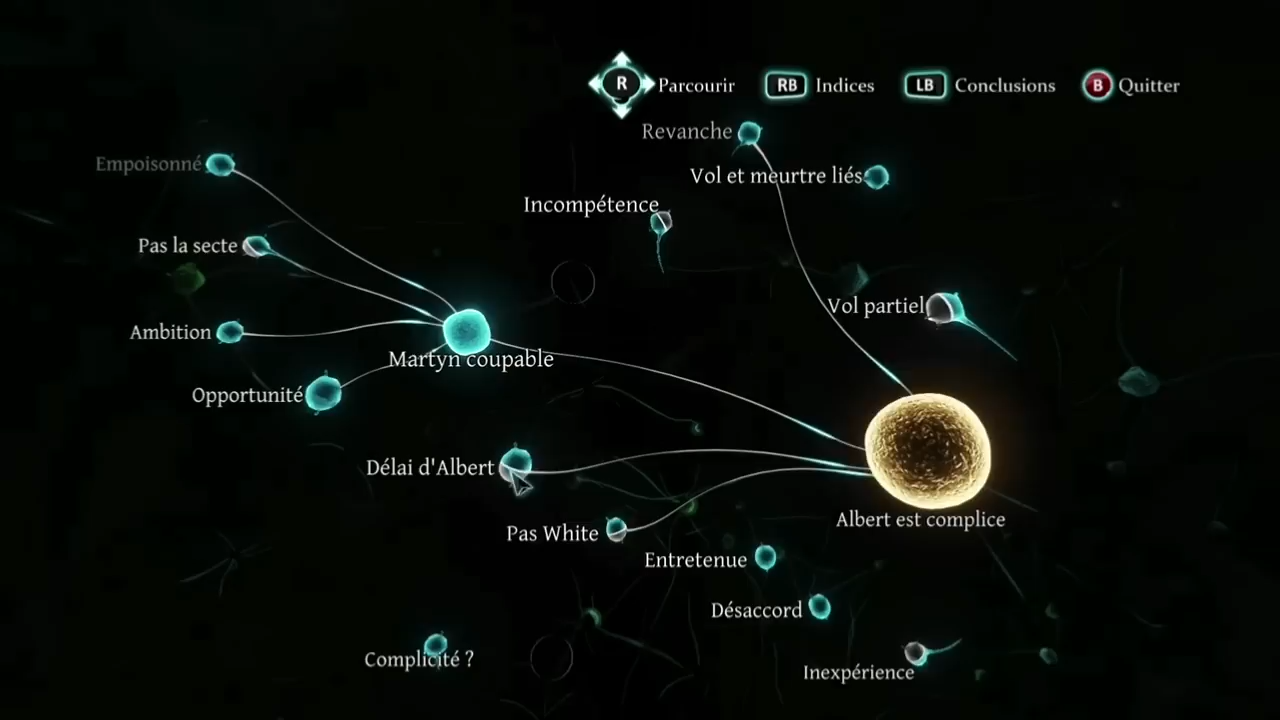 R Parcourir RB Indices LB Conclusions B Quitter
Revanche
Empoisonné
Vol et meurtre liés
Incompétence
Pas la secte
Vol partiel
Ambition
Martyn coupable
Opportunité
Délai d'Albert
Albert est complice
Pas White
Entretenue
Désaccord
Complicité ?
Inexpérience